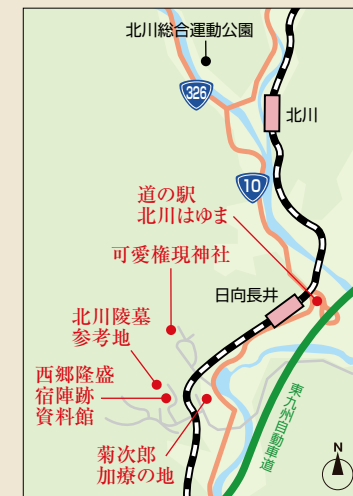 北川総合運動公園
326
北川
10
道の駅
北川はゆま
可愛権現神社
日向長井
北川陵墓
参考地
西郷隆盛
宿陣跡
資料館
東九州自動車道
菊次郎
加療の地
N